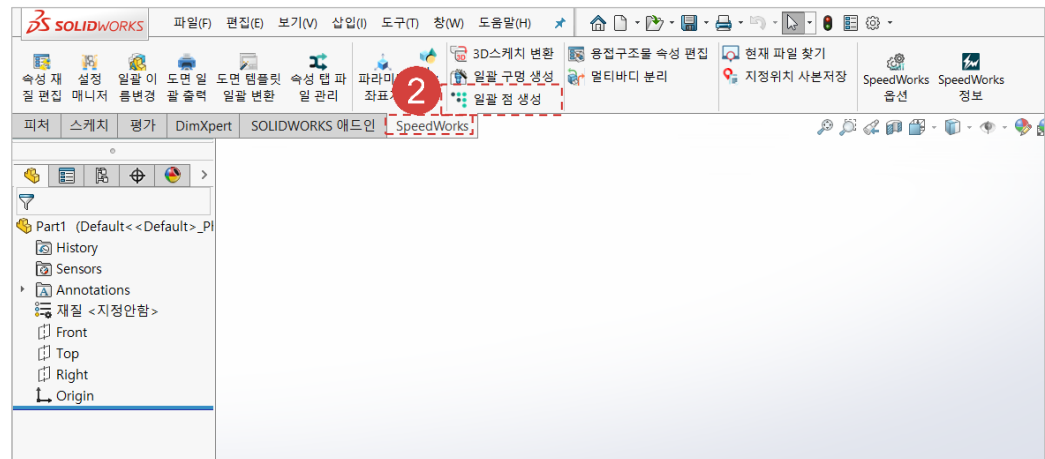 SOLIDWORKS 파일(F) 편집(E) 보기(V) 삽입(I) 도구(T) 창(W) 도움말(H)
속성 재질 편집
설정 매니저
일괄 이름변경
도면 일괄 출력
도면 템플릿 일괄 변환
속성 탭 파일 관리
2
3D스케치 변환
일괄 구멍 생성
일괄 점 생성
용접구조물 속성 편집
멀티바디 분리
현재 파일 찾기
지정위치 사본저장
SpeedWorks 옵션
SpeedWorks 정보
피처 스케치 평가 DimXpert SOLIDWORKS 애드인 SpeedWorks
Part1 (Default<<Default>_Pl
History
Sensors
Annotations
재질 <지정안함>
Front
Top
Right
Origin